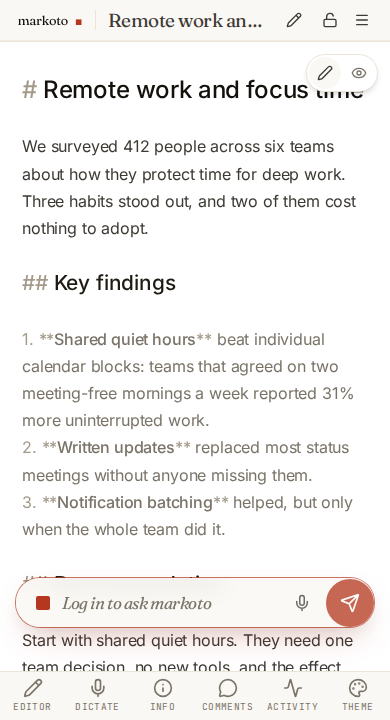 markoto
Remote work an...
# Remote work and focus time
We surveyed 412 people across six teams
about how they protect time for deep work.
Three habits stood out, and two of them cost
nothing to adopt.
## Key findings
1. **Shared quiet hours** beat individual
calendar blocks: teams that agreed on two
meeting-free mornings a week reported 31%
more uninterrupted work.
2. **Written updates** replaced most status
meetings without anyone missing them.
3. **Notification batching** helped, but only
when the whole team did it.
Log in to ask markoto
Start with shared quiet hours. They need one
team decision, no new tools, and the effect
EDITOR DICTATE INFO COMMENTS ACTIVITY THEME